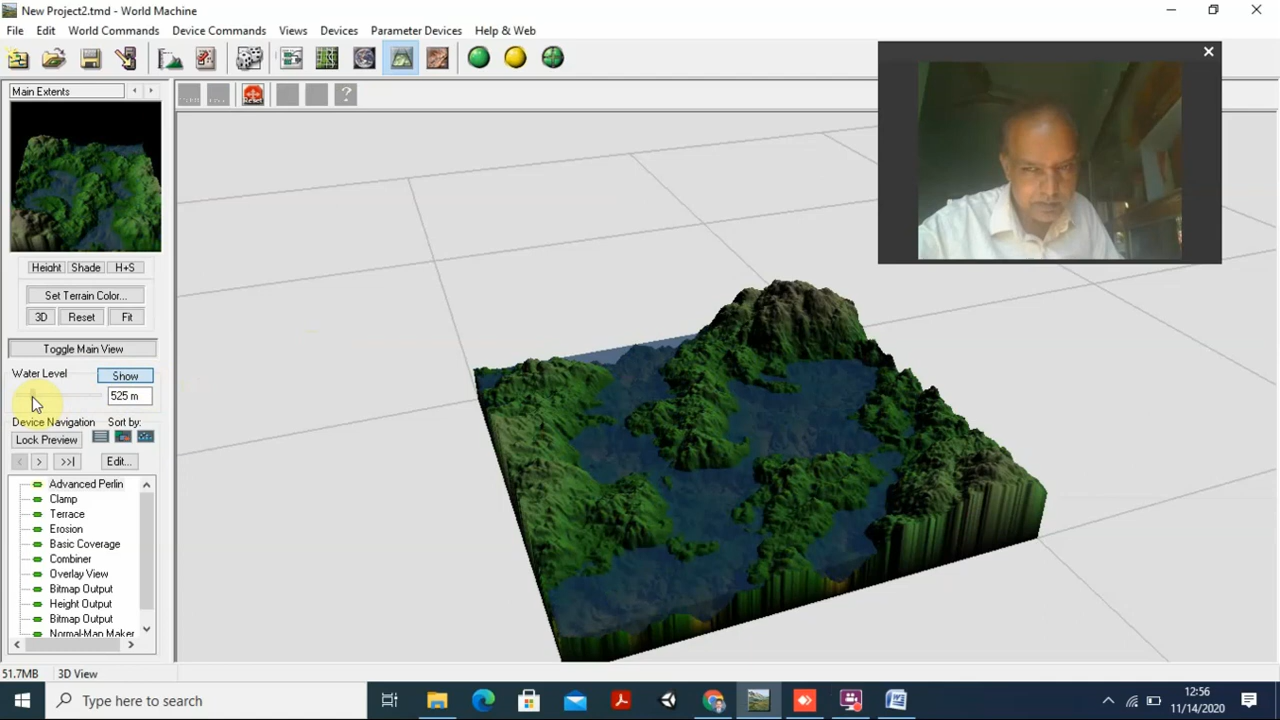 New Project2.tmd - World Machine
File Edit World Commands Device Commands Views Devices Parameter Devices Help & Web
Main Extents
Reset
?
Height Shade H+S
Set Terrain Color...
3D Reset Fit
Toggle Main View
Water Level Show
525 m
Device Navigation Sort by:
Lock Preview
< > >>| Edit...
Advanced Perlin
Clamp
Terrace
Erosion
Basic Coverage
Combiner
Overlay View
Bitmap Output
Height Output
Bitmap Output
Normal-Map Maker
51.7MB 3D View
Type here to search
12:56
11/14/2020